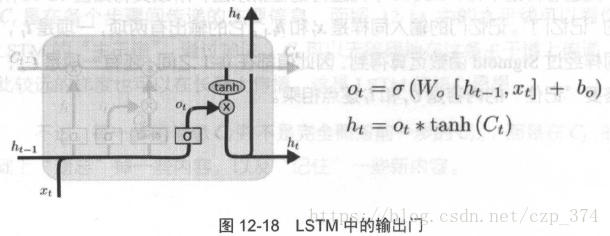 h_t
tanh
o_t
×
σ
h_{t-1}
h_t
x_t
o_t = σ (W_o [h_{t-1}, x_t] + b_o)
h_t = o_t * tanh (C_t)
图 12-18 LSTM 中的输出门
https://blog.csdn.net/czp_374